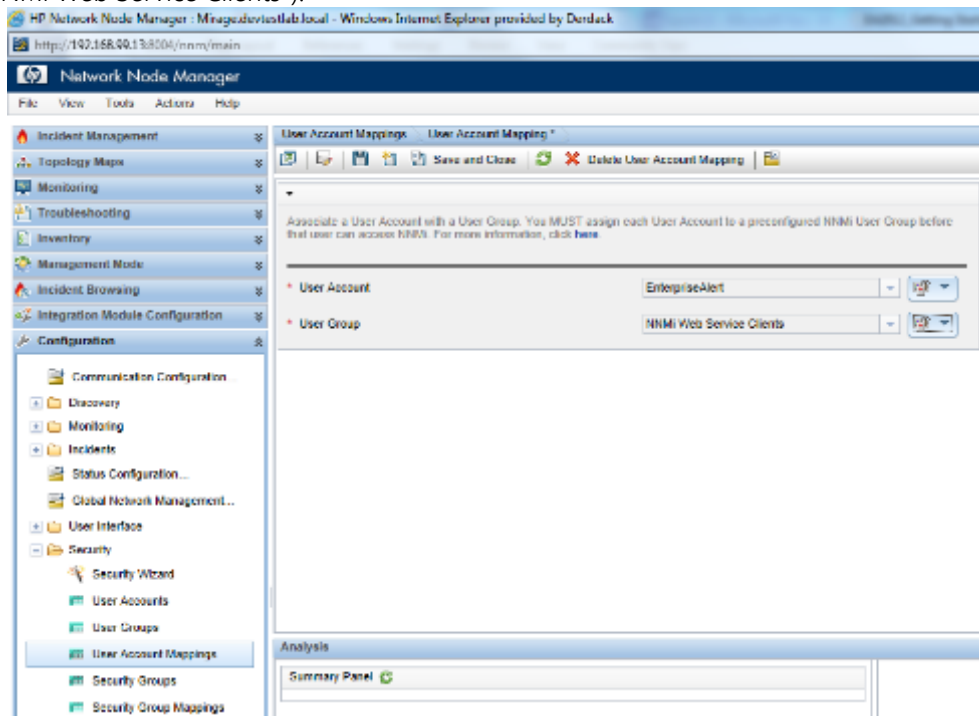 NNMi Web Service Clients").
HP Network Node Manager : Mirage.devtestlab.local - Windows Internet Explorer provided by Derdack
http://192.168.99.13:8004/nnm/main
hp Network Node Manager
File View Tools Actions Help
Incident Management
Topology Maps
Monitoring
Troubleshooting
Inventory
Management Mode
Incident Browsing
Integration Module Configuration
Configuration
Communication Configuration...
Discovery
Monitoring
Incidents
Status Configuration...
Global Network Management...
User Interface
Security
Security Wizard
User Accounts
User Groups
User Account Mappings
Security Groups
Security Group Mappings
User Account Mappings User Account Mapping *
Save and Close Delete User Account Mapping
Associate a User Account with a User Group. You MUST assign each User Account to a preconfigured NNMi User Group before
that user can access NNMi. For more information, click here.
* User Account EnterpriseAlert
* User Group NNMi Web Service Clients
Analysis
Summary Panel